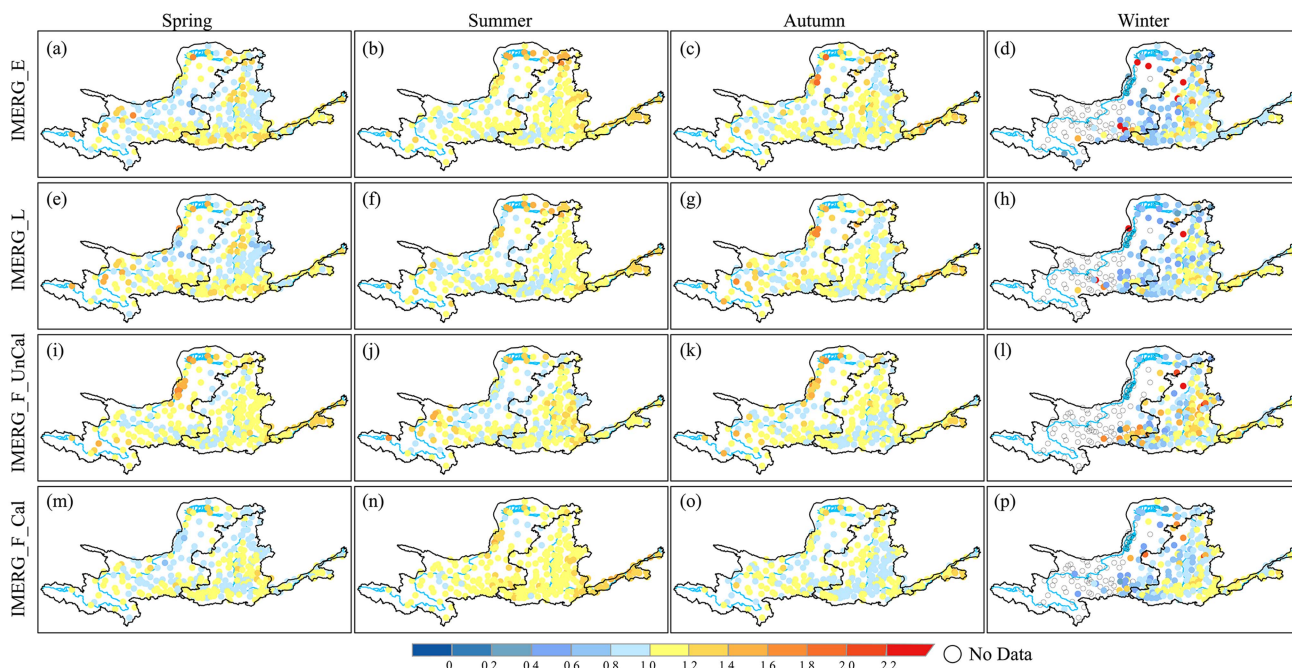 Spring Summer Autumn Winter
IMERG_E
(a) (b) (c) (d)
IMERG_L
(e) (f) (g) (h)
IMERG_F_UnCal
(i) (j) (k) (l)
IMERG_F_Cal
(m) (n) (o) (p)
0 0.2 0.4 0.6 0.8 1.0 1.2 1.4 1.6 1.8 2.0 2.2 No Data